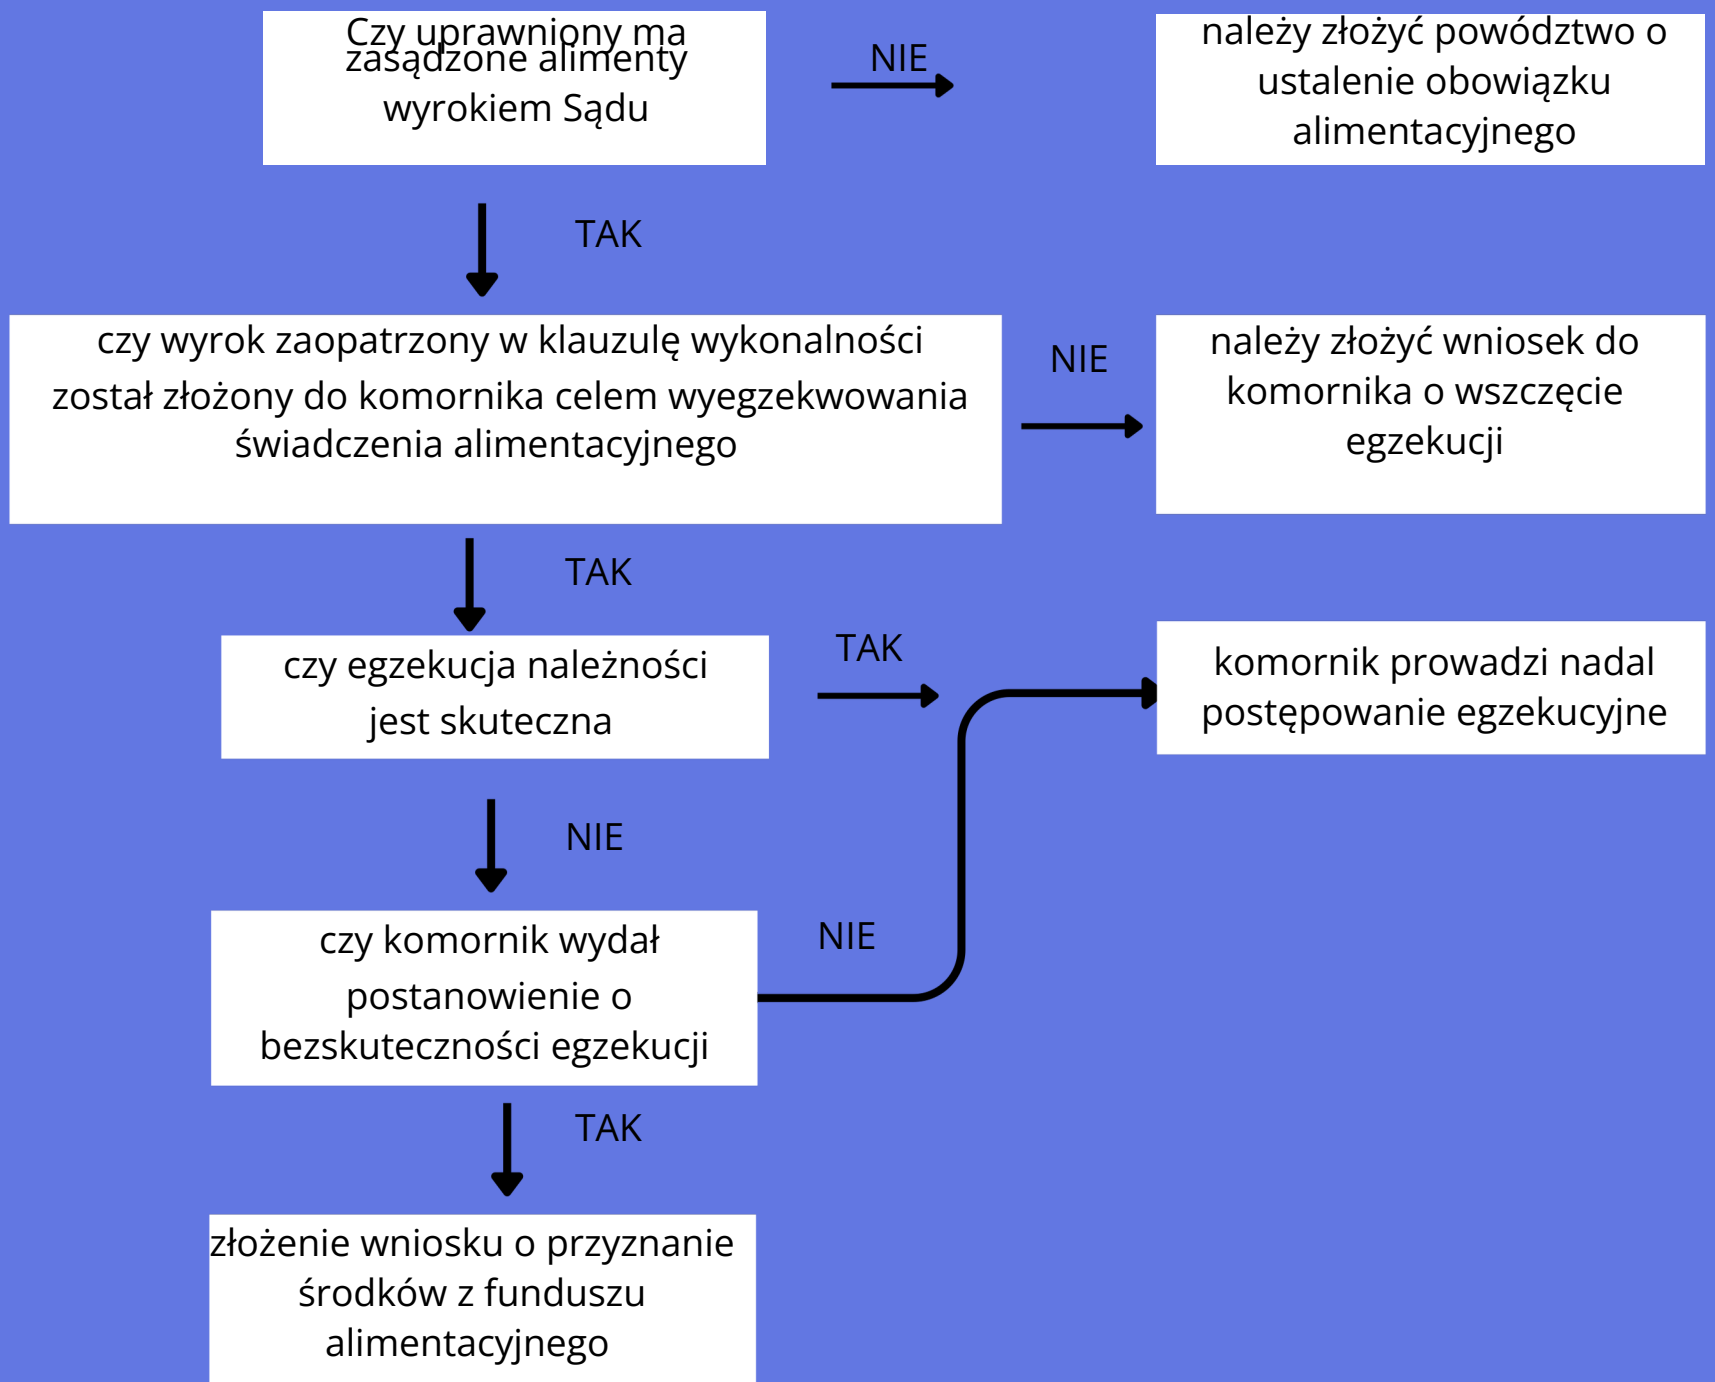 Czy uprawniony ma
zasądzone alimenty
wyrokiem Sądu
NIE
należy złożyć powództwo o
ustalenie obowiązku
alimentacyjnego
TAK
czy wyrok zaopatrzony w klauzulę wykonalności
został złożony do komornika celem wyegzekwowania
świadczenia alimentacyjnego
NIE
należy złożyć wniosek do
komornika o wszczęcie
egzekucji
TAK
czy egzekucja należności
jest skuteczna
TAK
komornik prowadzi nadal
postępowanie egzekucyjne
NIE
czy komornik wydał
postanowienie o
bezskuteczności egzekucji
NIE
TAK
złożenie wniosku o przyznanie
środków z funduszu
alimentacyjnego